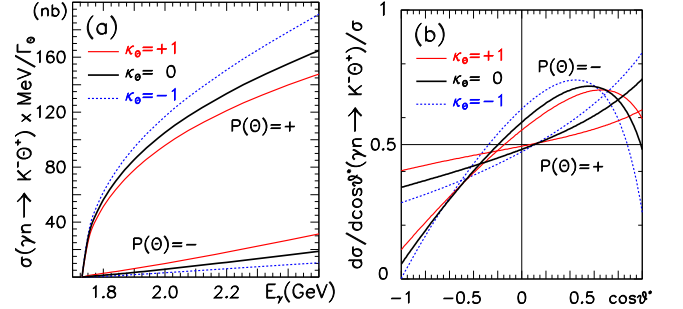 (nb)
σ(γn → K⁻Θ⁺) x MeV/Γ_Θ
160
120
80
40
(a)
κ_Θ=+1
κ_Θ= 0
κ_Θ=−1
P(Θ)=+
P(Θ)=−
1.8
2
2.2
E_γ(GeV)
dσ/dcosϑ*(γn → K⁻Θ⁺)/σ
1
0.5
0
(b)
κ_Θ=+1
κ_Θ= 0
κ_Θ=−1
P(Θ)=−
P(Θ)=+
-1
-0.5
0
0.5
cosϑ*